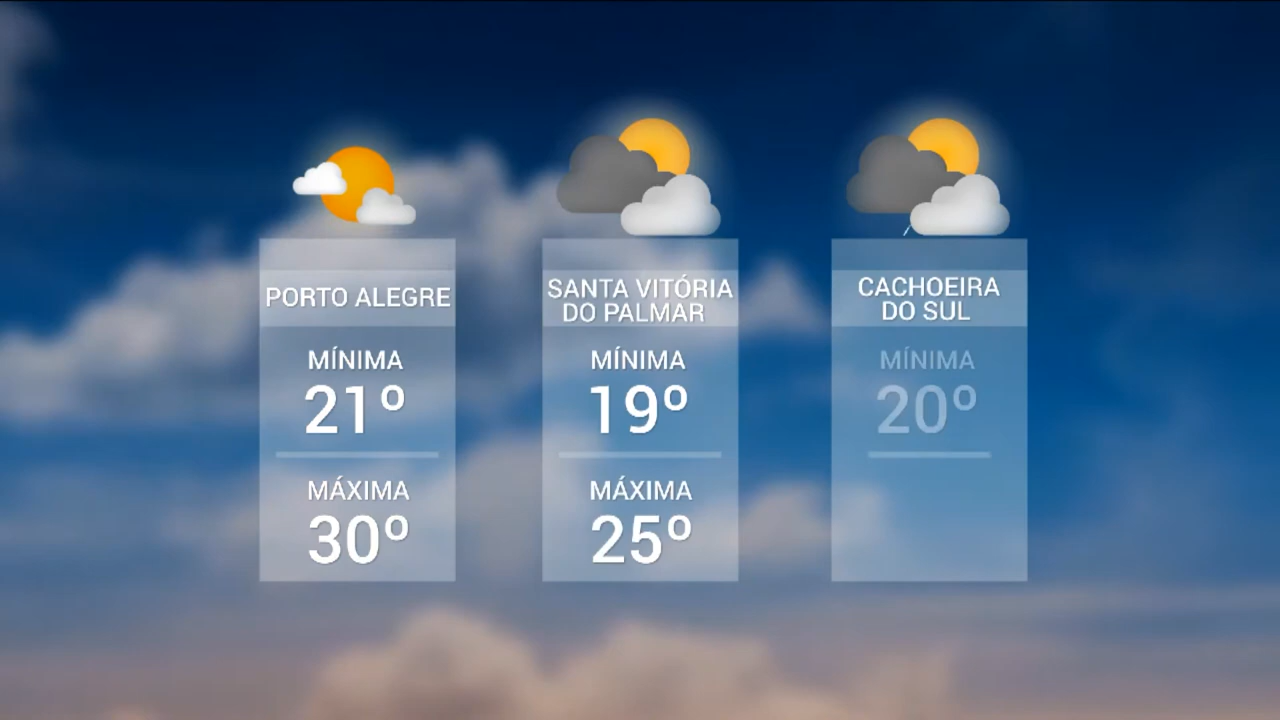 PORTO ALEGRE
MÍNIMA
21º
MÁXIMA
30º
SANTA VITÓRIA
DO PALMAR
MÍNIMA
19º
MÁXIMA
25º
CACHOEIRA
DO SUL
MÍNIMA
20º